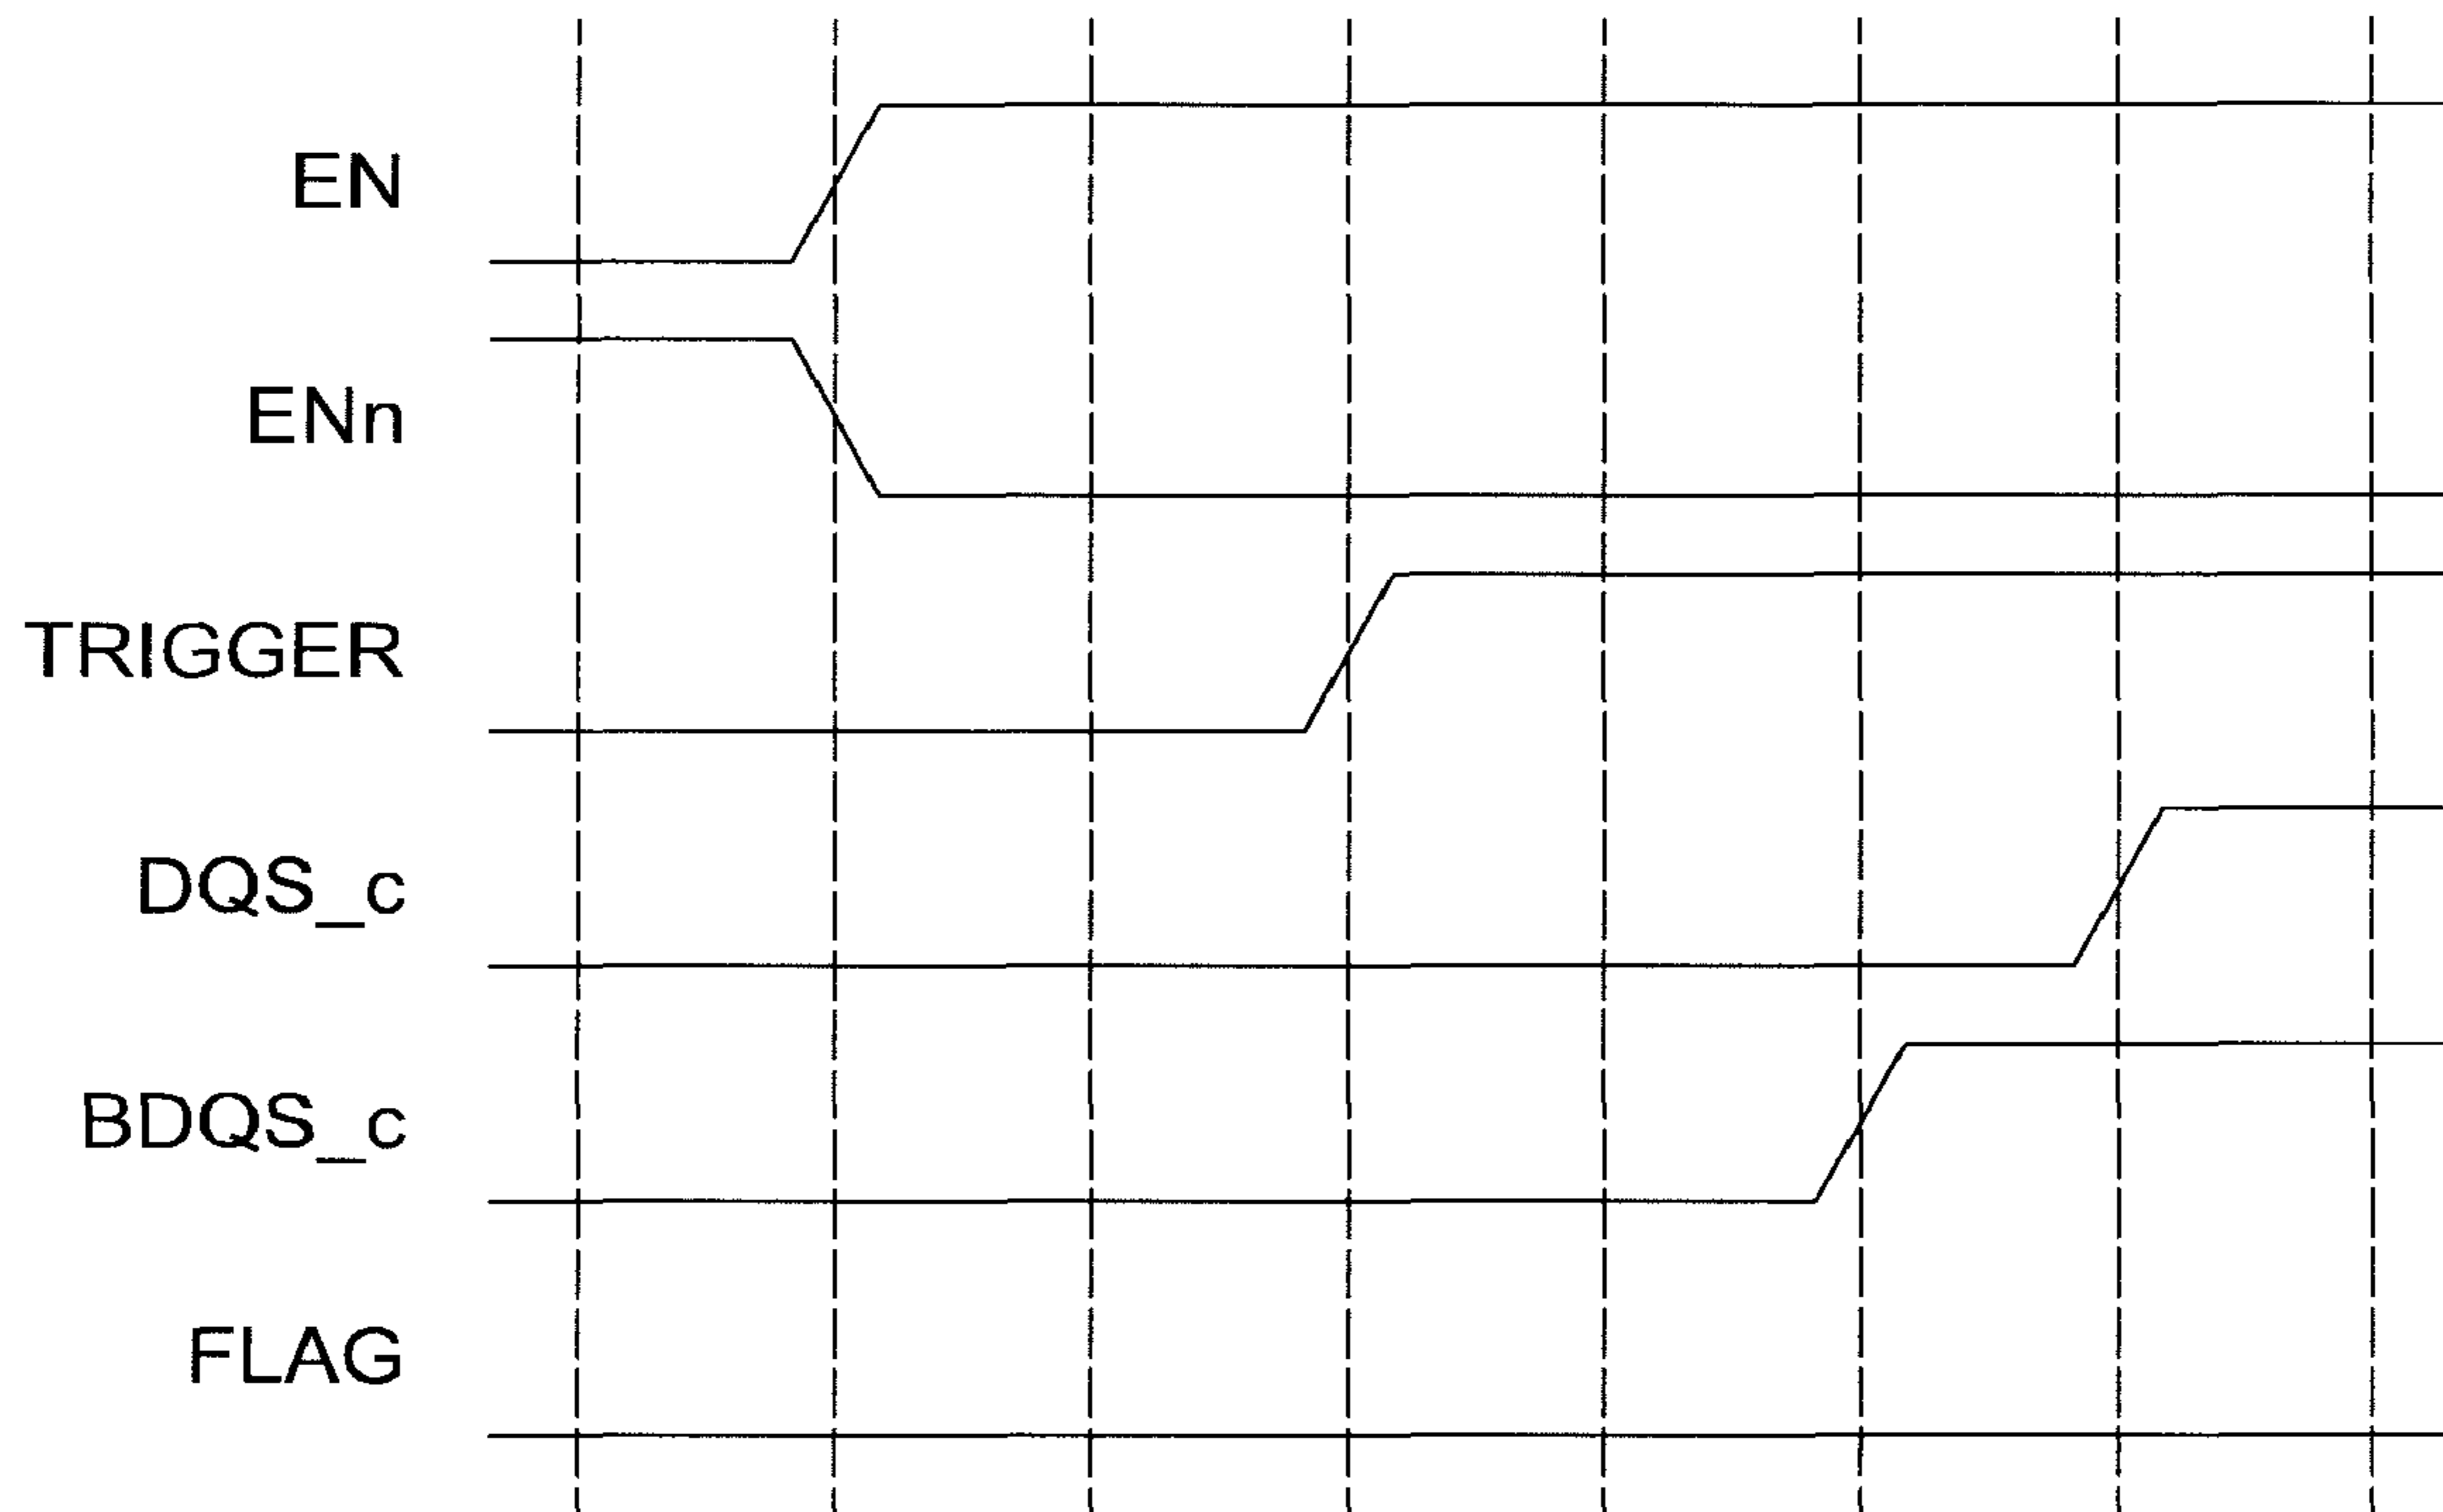 EN
ENn
TRIGGER
DQS_c
BDQS_c
FLAG